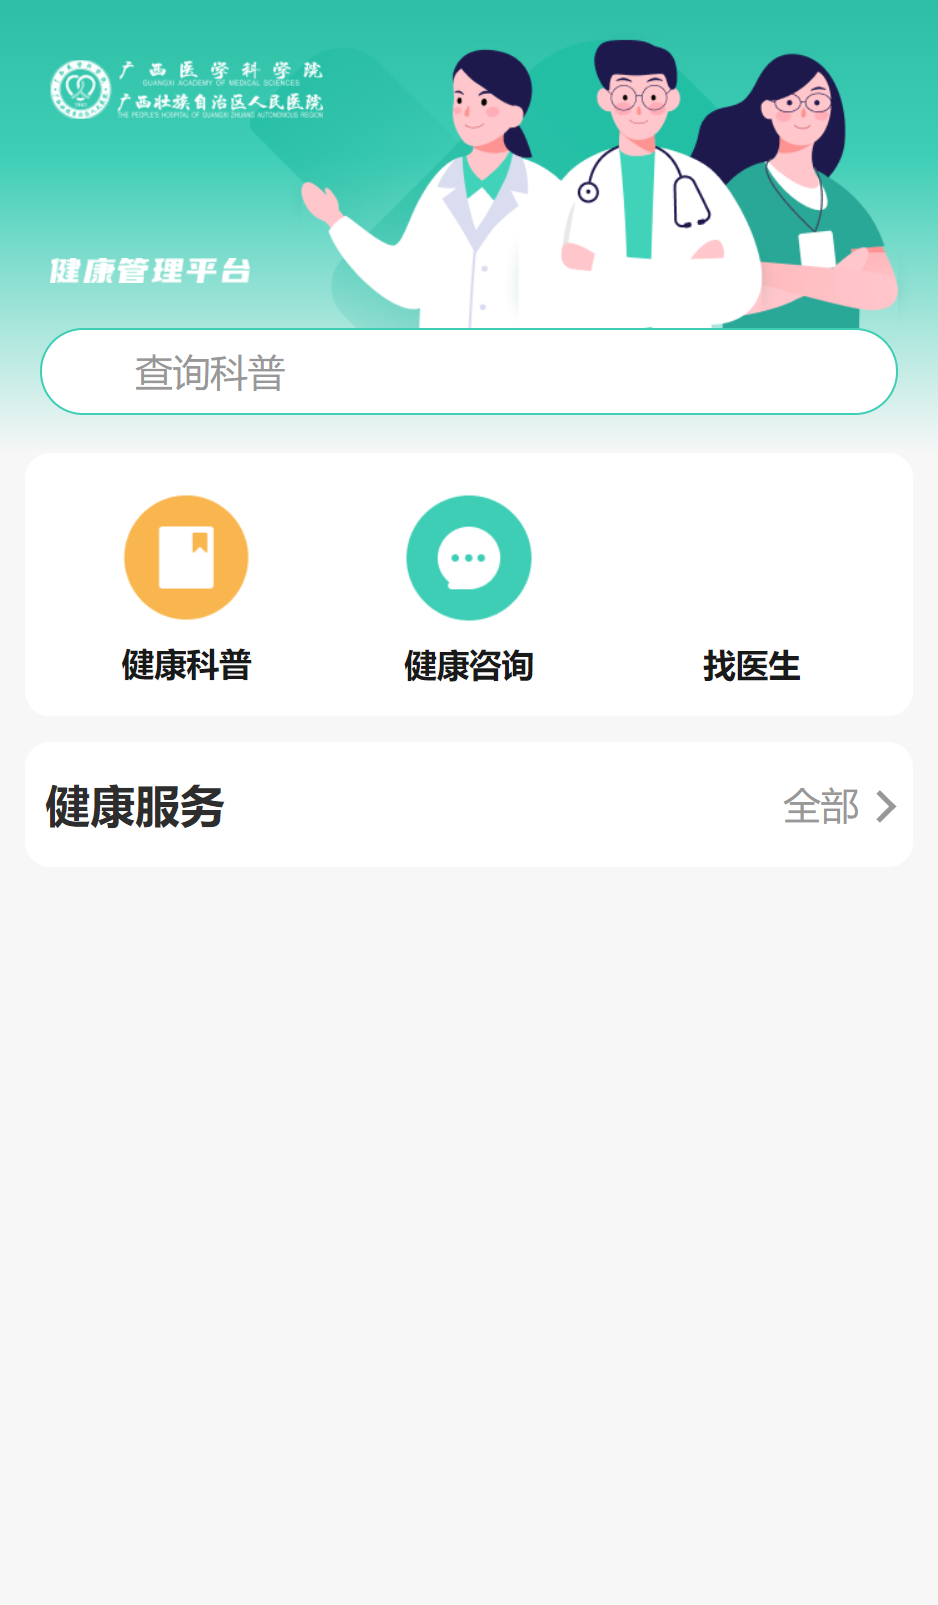 广西医学科学院
GUANGXI ACADEMY OF MEDICAL SCIENCES
广西壮族自治区人民医院
THE PEOPLE'S HOSPITAL OF GUANGXI ZHUANG AUTONOMOUS REGION
健康管理平台
查询科普
健康科普
健康咨询
找医生
健康服务
全部